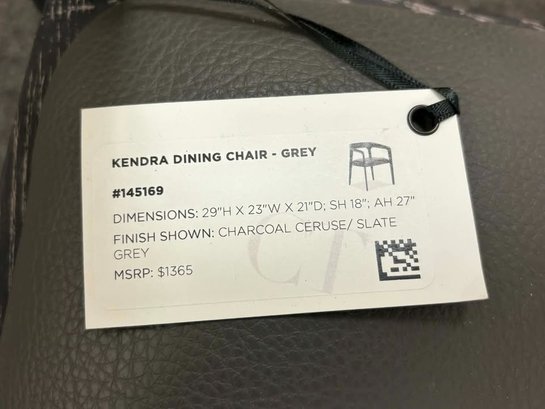 KENDRA DINING CHAIR - GREY
#145169
DIMENSIONS: 29"H X 23"W X 21"D; SH 18"; AH 27"
FINISH SHOWN: CHARCOAL CERUSE/ SLATE
GREY
MSRP: $1365